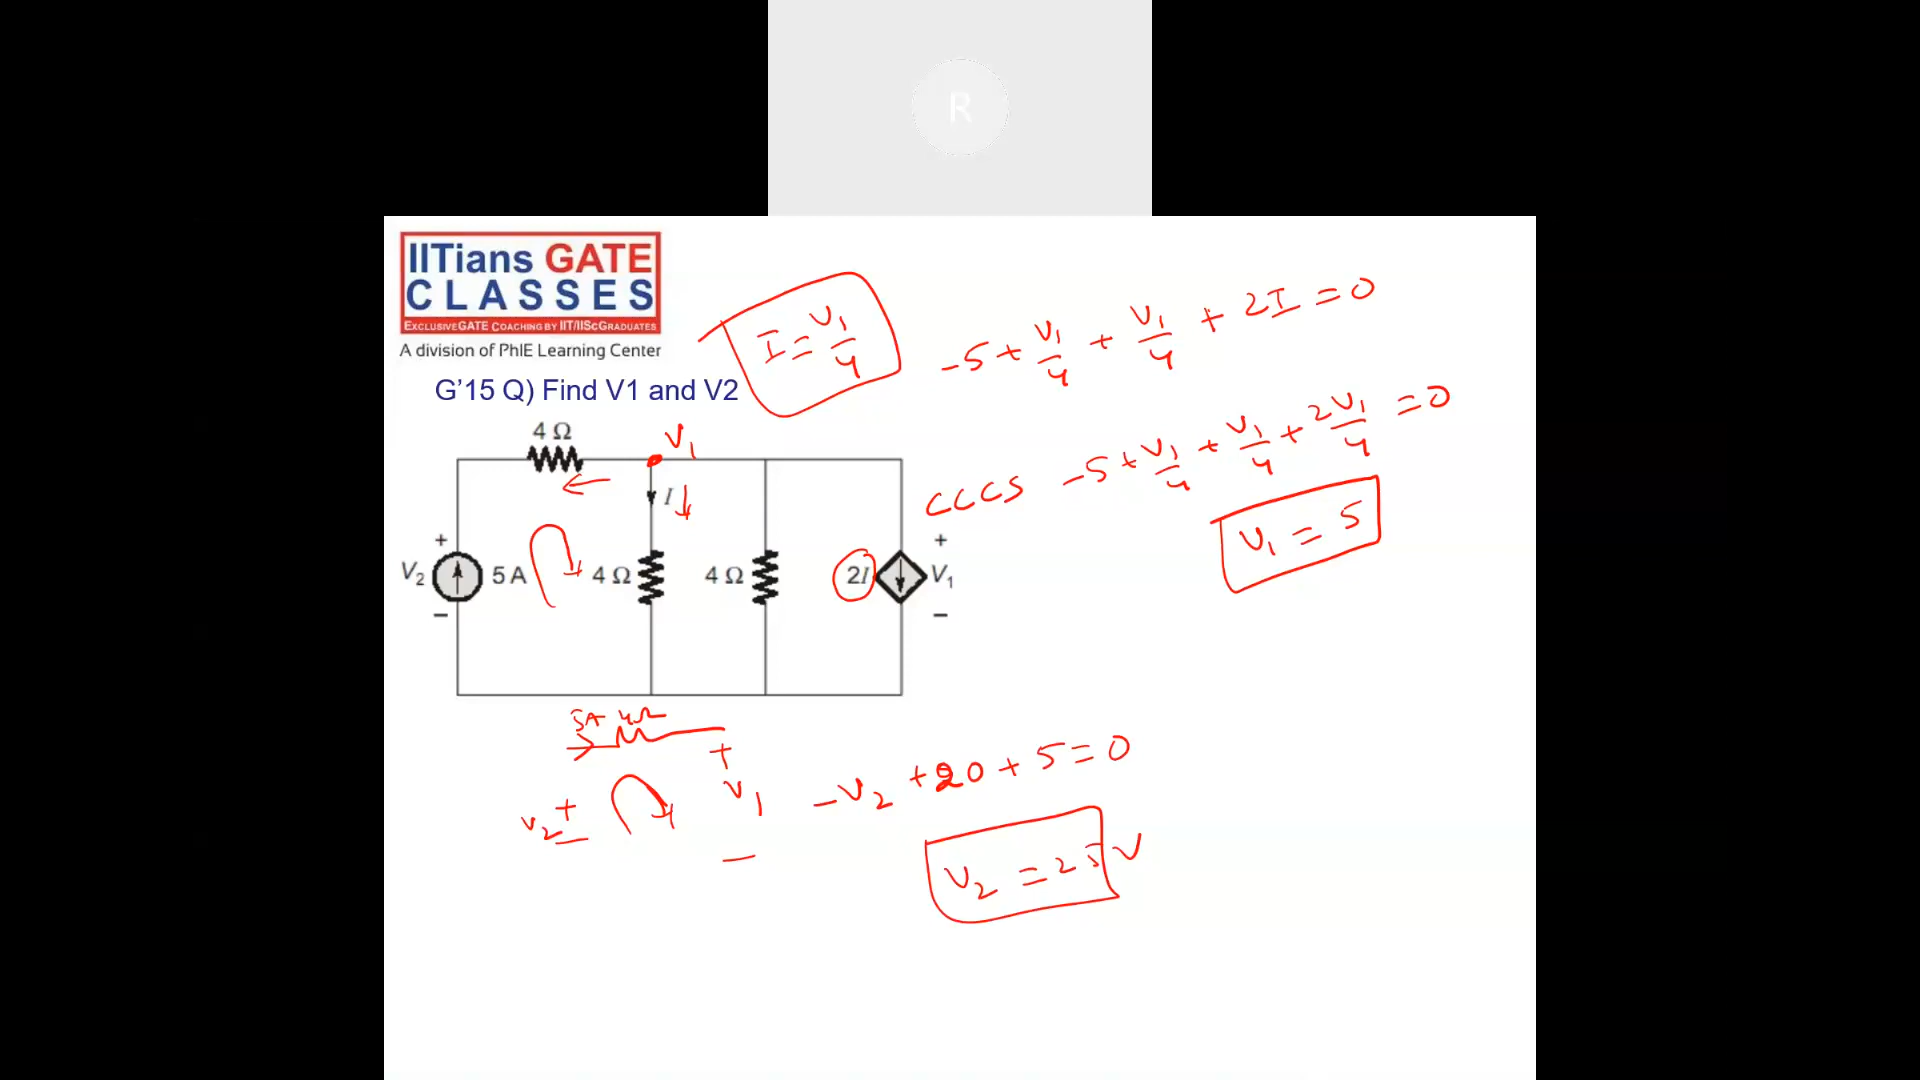 R
IITians GATE
CLASSES
EXCLUSIVE GATE COACHING BY IIT/IISc GRADUATES
A division of PhIE Learning Center
G'15 Q) Find V1 and V2
I = V1/4
-5 + V1/4 + V1/4 + 2I = 0
CCCS -5 + V1/4 + V1/4 + 2V1/4 = 0
V1 = 5
4 Ω
V1
I
+
V2
−
5 A
4 Ω
4 Ω
2I
+
V1
−
5A 4Ω
+
V2 + −
V1
−
-V2 + 20 + 5 = 0
V2 = 25 V